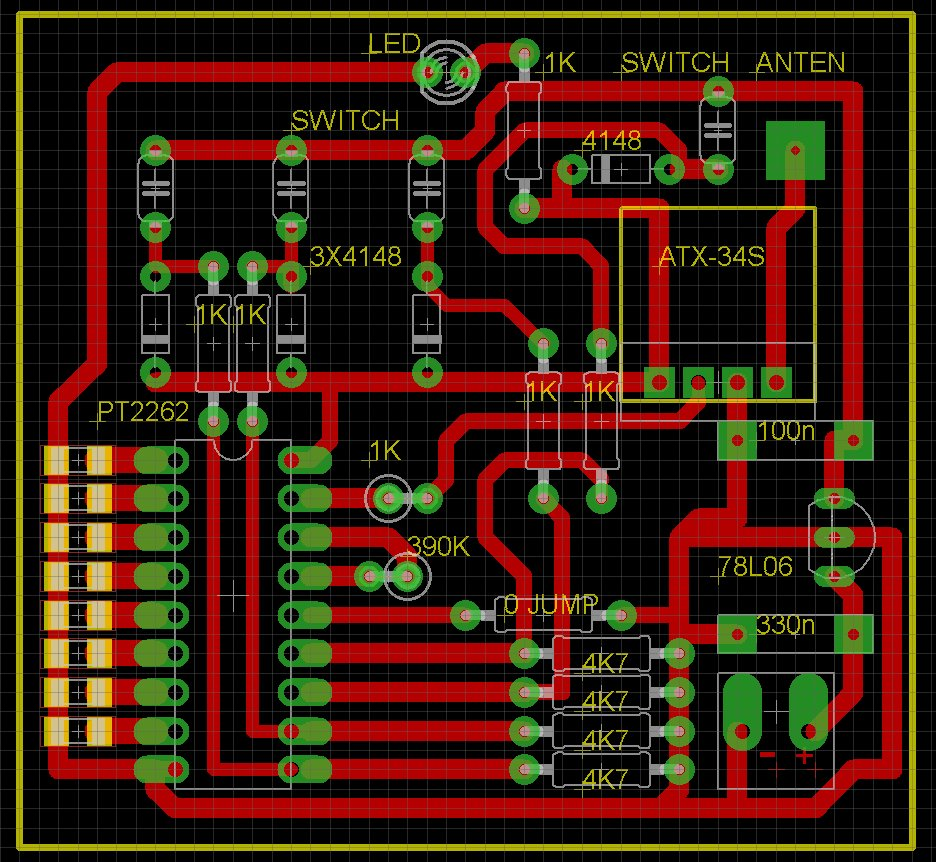 LED
1K
SWITCH
ANTEN
SWITCH
4148
3X4148
ATX-34S
1K
1K
1K
1K
PT2262
100n
1K
390K
78L06
0 JUMP
330n
4K7
4K7
4K7
- +
4K7